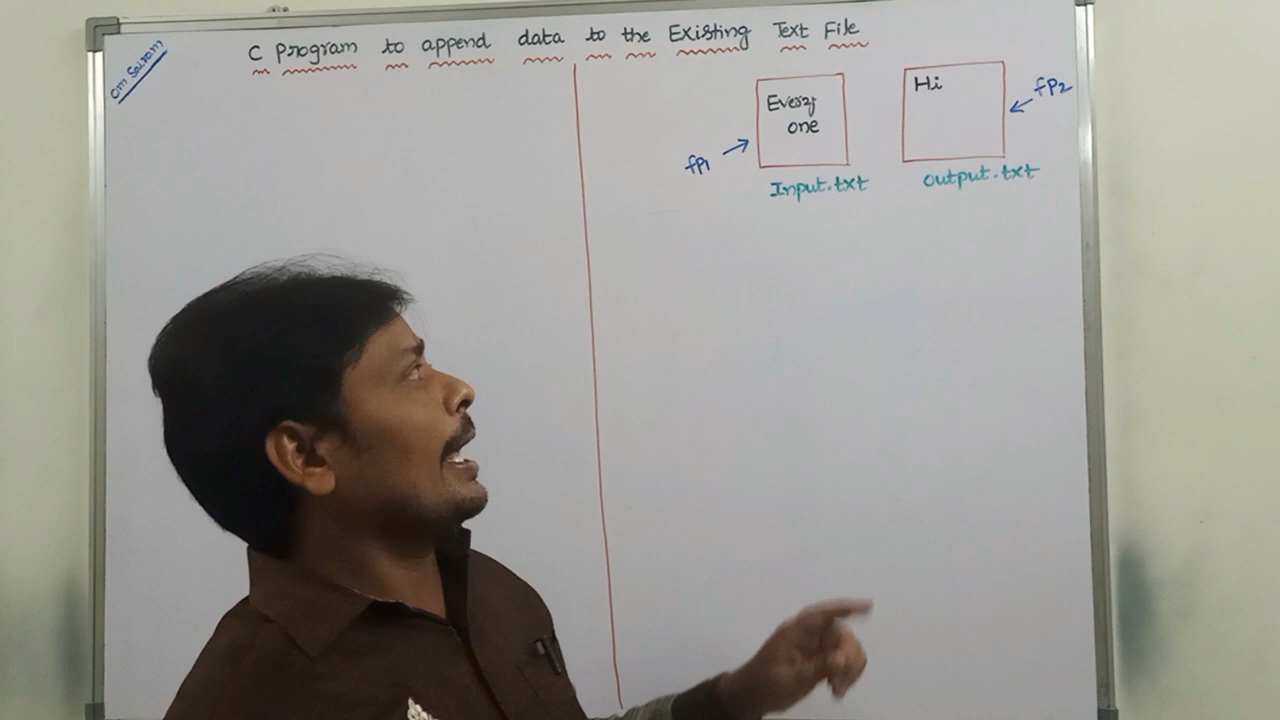 Om Sairam
C Program to append data to the Existing Text File
Every
one
Hi
fp1
fp2
Input.txt
output.txt